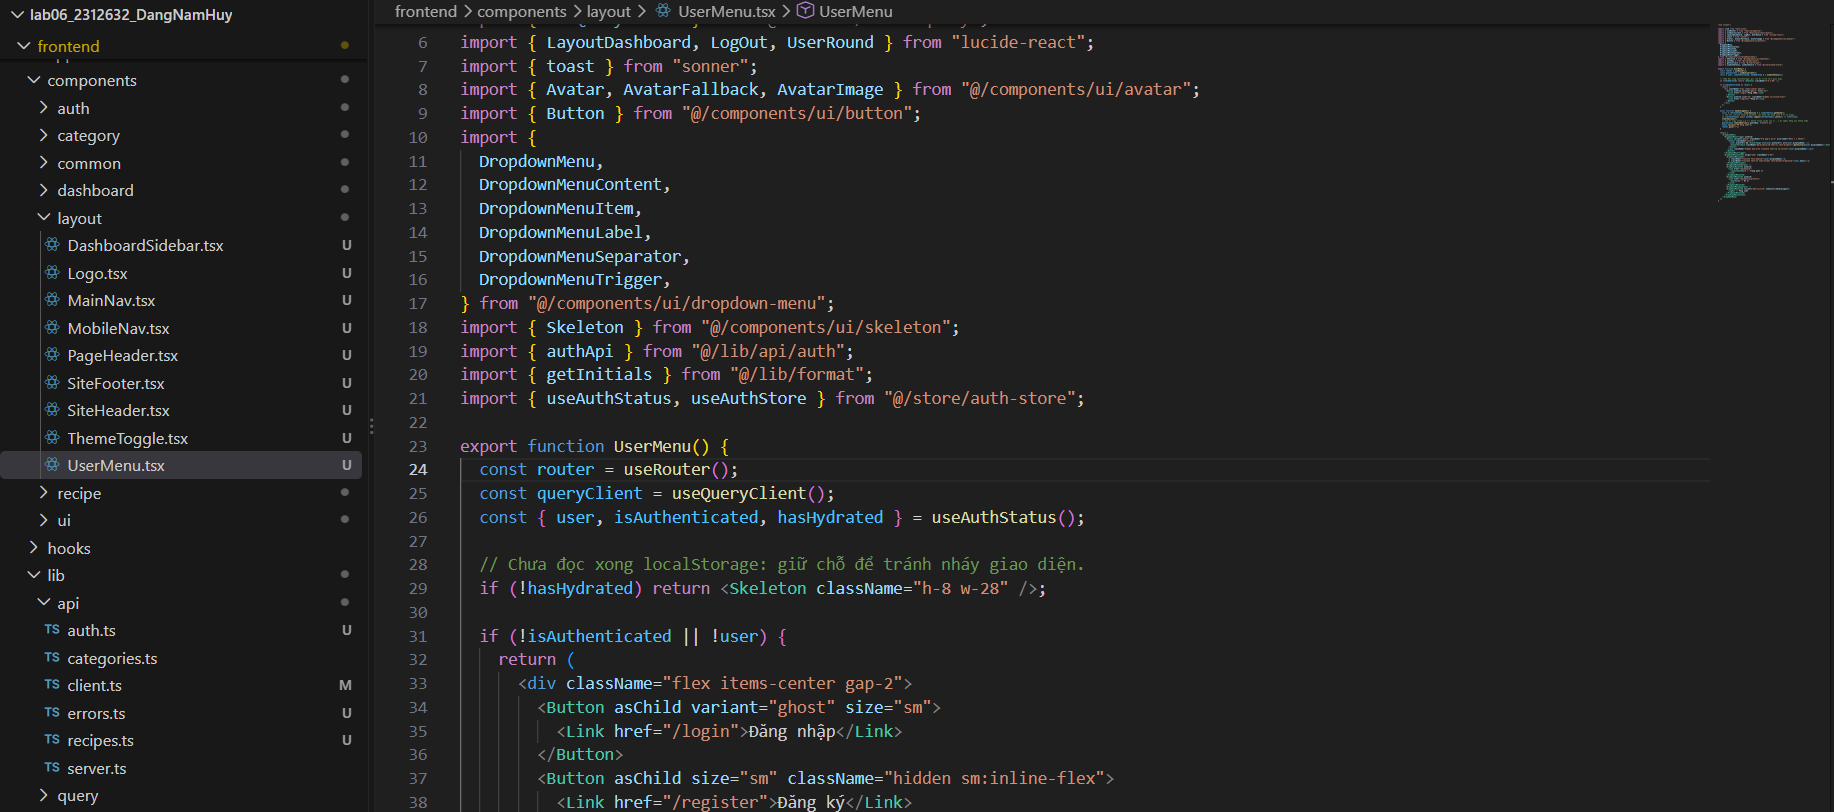 lab06_2312632_DangNamHuy
frontend
components
auth
category
common
dashboard
layout
DashboardSidebar.tsx U
Logo.tsx U
MainNav.tsx U
MobileNav.tsx U
PageHeader.tsx U
SiteFooter.tsx U
SiteHeader.tsx U
ThemeToggle.tsx U
UserMenu.tsx U
recipe
ui
hooks
lib
api
TS auth.ts U
TS categories.ts
TS client.ts M
TS errors.ts U
TS recipes.ts U
TS server.ts
query
frontend > components > layout > UserMenu.tsx > UserMenu
6 import { LayoutDashboard, LogOut, UserRound } from "lucide-react";
7 import { toast } from "sonner";
8 import { Avatar, AvatarFallback, AvatarImage } from "@/components/ui/avatar";
9 import { Button } from "@/components/ui/button";
10 import {
11 DropdownMenu,
12 DropdownMenuContent,
13 DropdownMenuItem,
14 DropdownMenuLabel,
15 DropdownMenuSeparator,
16 DropdownMenuTrigger,
17 } from "@/components/ui/dropdown-menu";
18 import { Skeleton } from "@/components/ui/skeleton";
19 import { authApi } from "@/lib/api/auth";
20 import { getInitials } from "@/lib/format";
21 import { useAuthStatus, useAuthStore } from "@/store/auth-store";
22
23 export function UserMenu() {
24 const router = useRouter();
25 const queryClient = useQueryClient();
26 const { user, isAuthenticated, hasHydrated } = useAuthStatus();
27
28 // Chưa đọc xong localStorage: giữ chỗ để tránh nháy giao diện.
29 if (!hasHydrated) return <Skeleton className="h-8 w-28" />;
30
31 if (!isAuthenticated || !user) {
32 return (
33 <div className="flex items-center gap-2">
34 <Button asChild variant="ghost" size="sm">
35 <Link href="/login">Đăng nhập</Link>
36 </Button>
37 <Button asChild size="sm" className="hidden sm:inline-flex">
38 <Link href="/register">Đăng ký</Link>